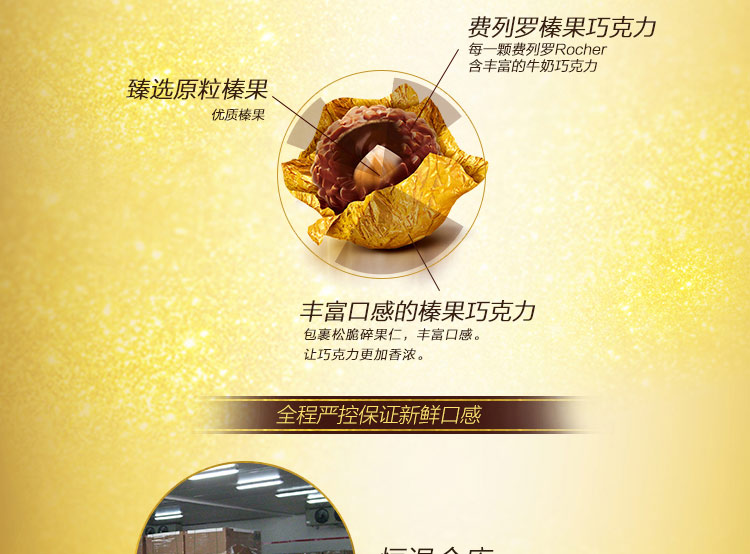 费列罗榛果巧克力
每一颗费列罗Rocher
含丰富的牛奶巧克力
臻选原粒榛果
优质榛果
丰富口感的榛果巧克力
包裹松脆碎果仁，丰富口感。
让巧克力更加香浓。
全程严控保证新鲜口感